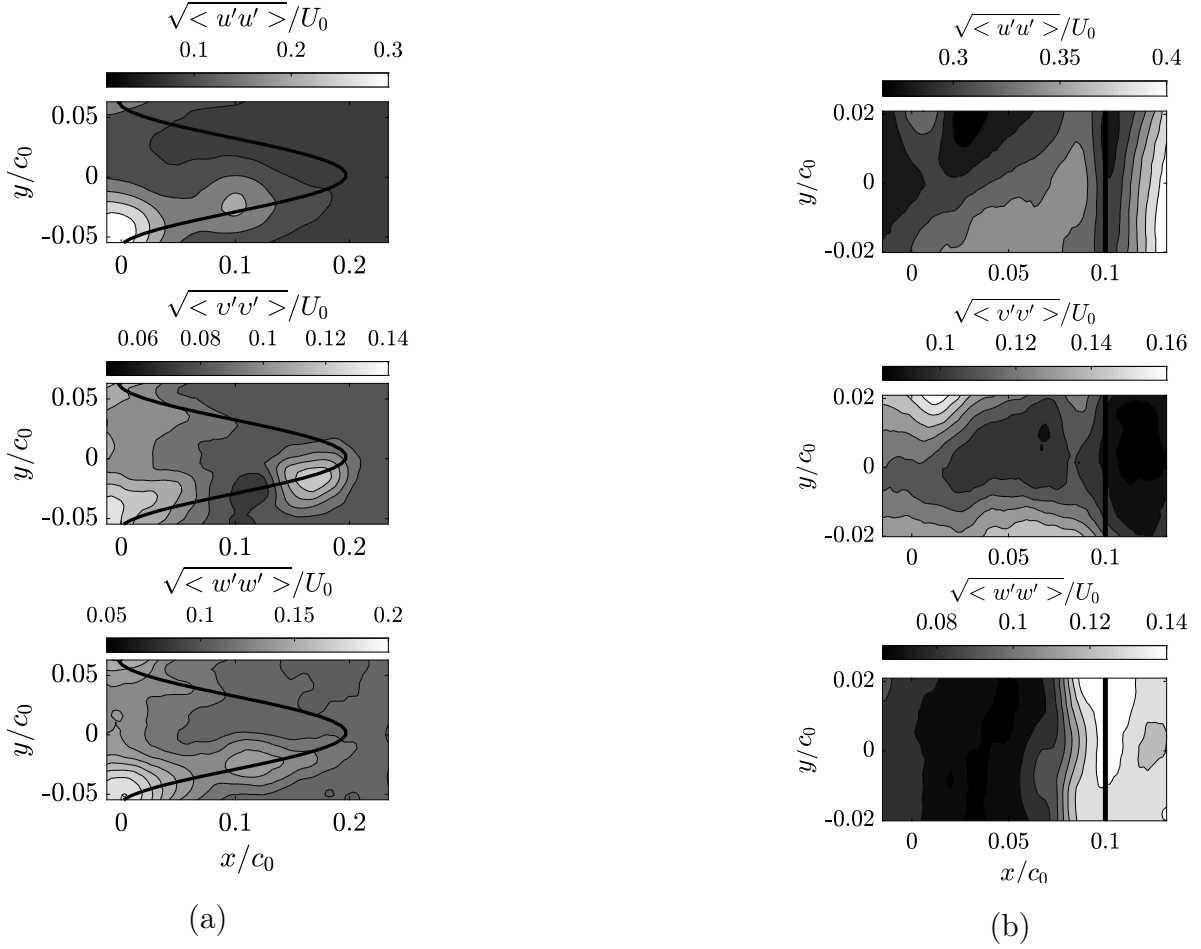 √< u'u' >/U₀
0.1 0.2 0.3
y/c₀
0.05
0
-0.05
0 0.1 0.2
√< v'v' >/U₀
0.06 0.08 0.1 0.12 0.14
y/c₀
0.05
0
-0.05
0 0.1 0.2
√< w'w' >/U₀
0.05 0.1 0.15 0.2
y/c₀
0.05
0
-0.05
0 0.1 0.2
x/c₀
(a)
√< u'u' >/U₀
0.3 0.35 0.4
y/c₀
0.02
0
-0.02
0 0.05 0.1
√< v'v' >/U₀
0.1 0.12 0.14 0.16
y/c₀
0.02
0
-0.02
0 0.05 0.1
√< w'w' >/U₀
0.08 0.1 0.12 0.14
y/c₀
0.02
0
-0.02
0 0.05 0.1
x/c₀
(b)